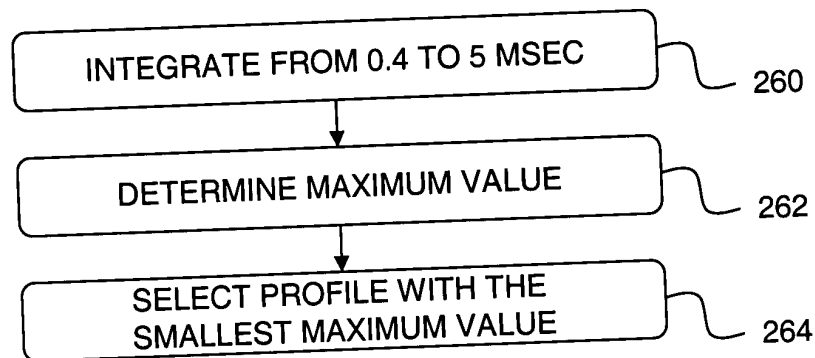 INTEGRATE FROM 0.4 TO 5 MSEC
260
DETERMINE MAXIMUM VALUE
262
SELECT PROFILE WITH THE
SMALLEST MAXIMUM VALUE
264